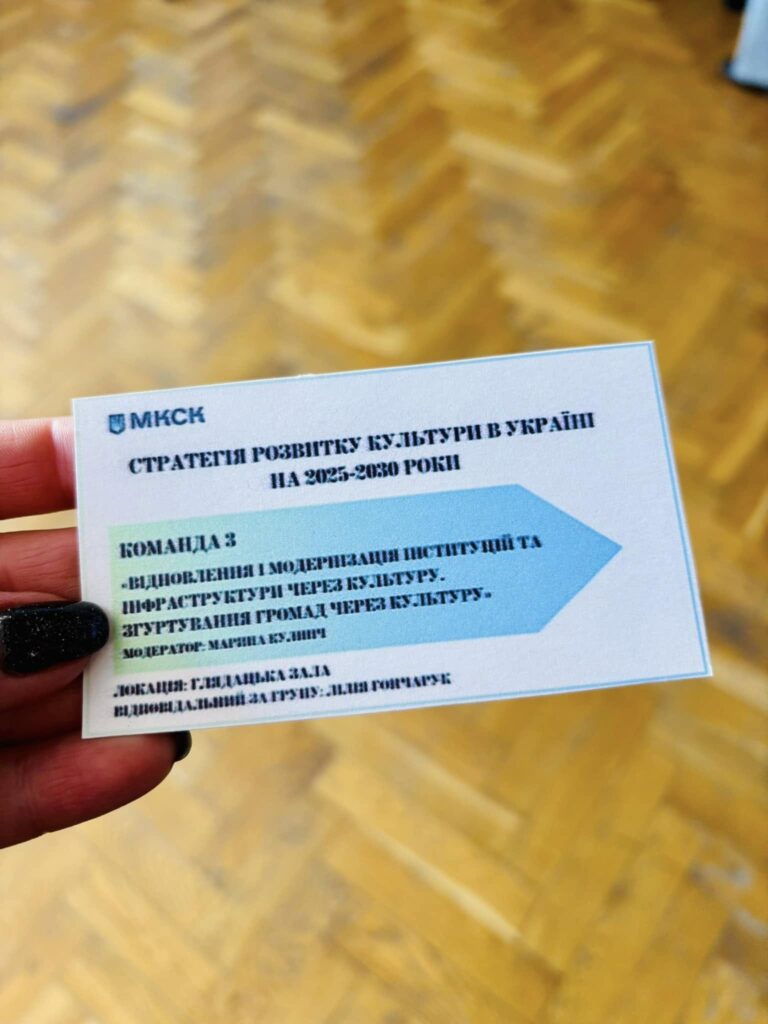 МКСК
СТРАТЕГІЯ РОЗВИТКУ КУЛЬТУРИ В УКРАЇНІ
НА 2025-2030 РОКИ
КОМАНДА 3
«ВІДНОВЛЕННЯ І МОДЕРНІЗАЦІЯ ІНСТИТУЦІЙ ТА
ІНФРАСТРУКТУРИ ЧЕРЕЗ КУЛЬТУРУ.
ЗГУРТУВАННЯ ГРОМАД ЧЕРЕЗ КУЛЬТУРУ»
МОДЕРАТОР: МАРИНА КУЛИНИЧ
ЛОКАЦІЯ: ГЛЯДАЦЬКА ЗАЛА
ВІДПОВІДАЛЬНИЙ ЗА ГРУПУ: ЛІЛІЯ ГОНЧАРУК